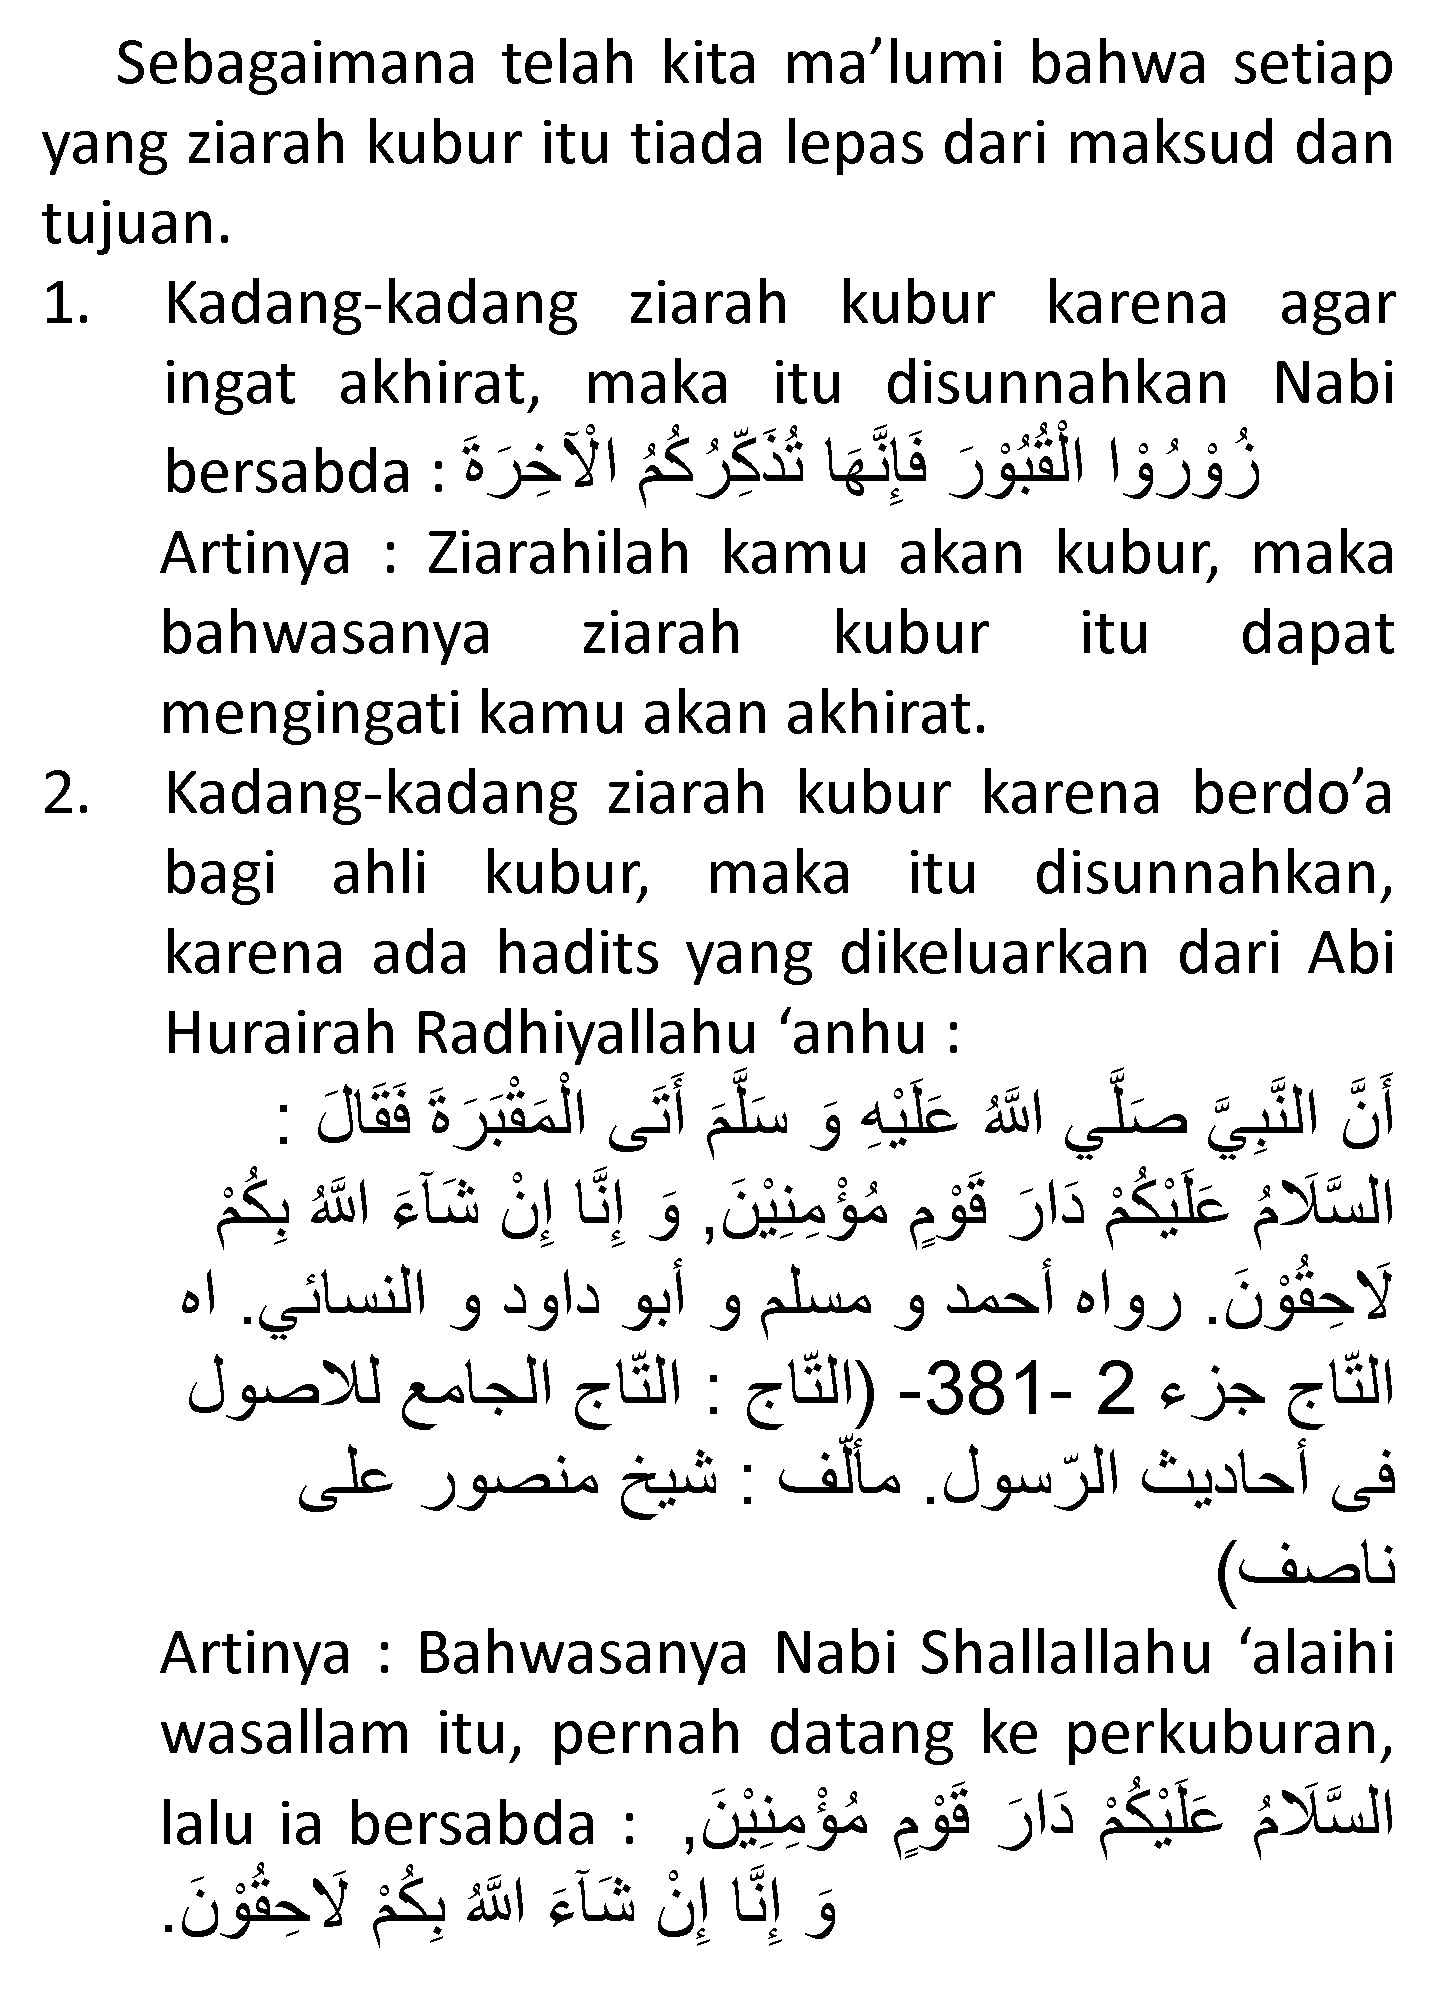 Sebagaimana telah kita ma’lumi bahwa setiap
yang ziarah kubur itu tiada lepas dari maksud dan
tujuan.
1. Kadang-kadang ziarah kubur karena agar
ingat akhirat, maka itu disunnahkan Nabi
bersabda : زُوْرُوْا الْقُبُوْرَ فَإِنَّهَا تُذَكِّرُكُمُ الْآخِرَةَ
Artinya : Ziarahilah kamu akan kubur, maka
bahwasanya ziarah kubur itu dapat
mengingati kamu akan akhirat.
2. Kadang-kadang ziarah kubur karena berdo’a
bagi ahli kubur, maka itu disunnahkan,
karena ada hadits yang dikeluarkan dari Abi
Hurairah Radhiyallahu ‘anhu :
أَنَّ النَّبِيَّ صَلَّي اللهُ عَلَيْهِ وَ سَلَّمَ أَتَى الْمَقْبَرَةَ فَقَالَ :
السَّلَامُ عَلَيْكُمْ دَارَ قَوْمٍ مُؤْمِنِيْنَ, وَ إِنَّا إِنْ شَآءَ اللهُ بِكُمْ
لَاحِقُوْنَ. رواه أحمد و مسلم و أبو داود و النسائي. اه
التّاج جزء 2 -381- (التّاج : التّاج الجامع للاصول
فى أحاديث الرّسول. مألّف : شيخ منصور على
ناصف)
Artinya : Bahwasanya Nabi Shallallahu ‘alaihi
wasallam itu, pernah datang ke perkuburan,
lalu ia bersabda : السَّلَامُ عَلَيْكُمْ دَارَ قَوْمٍ مُؤْمِنِيْنَ,
وَ إِنَّا إِنْ شَآءَ اللهُ بِكُمْ لَاحِقُوْنَ.